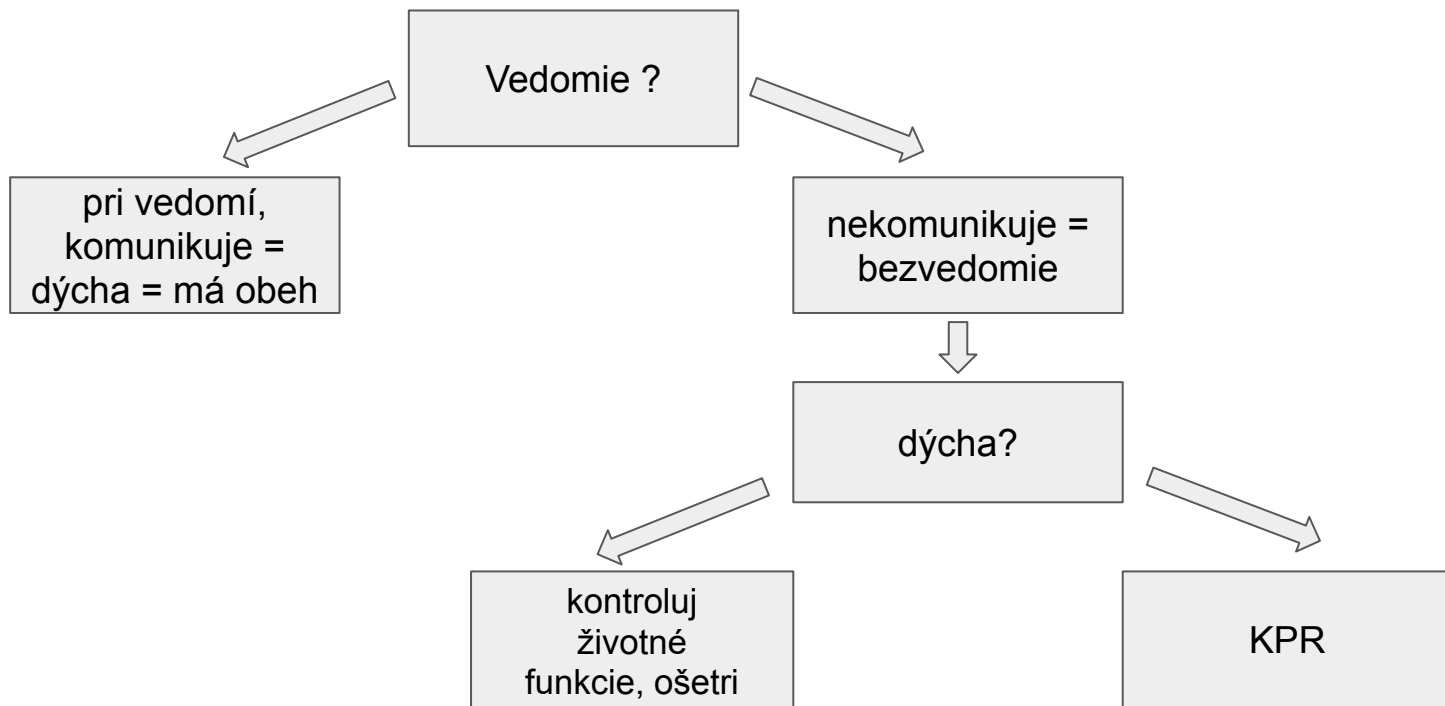 Vedomie ?
pri vedomí,
komunikuje =
dýcha = má obeh
nekomunikuje =
bezvedomie
dýcha?
kontroluj
životné
funkcie, ošetri
KPR